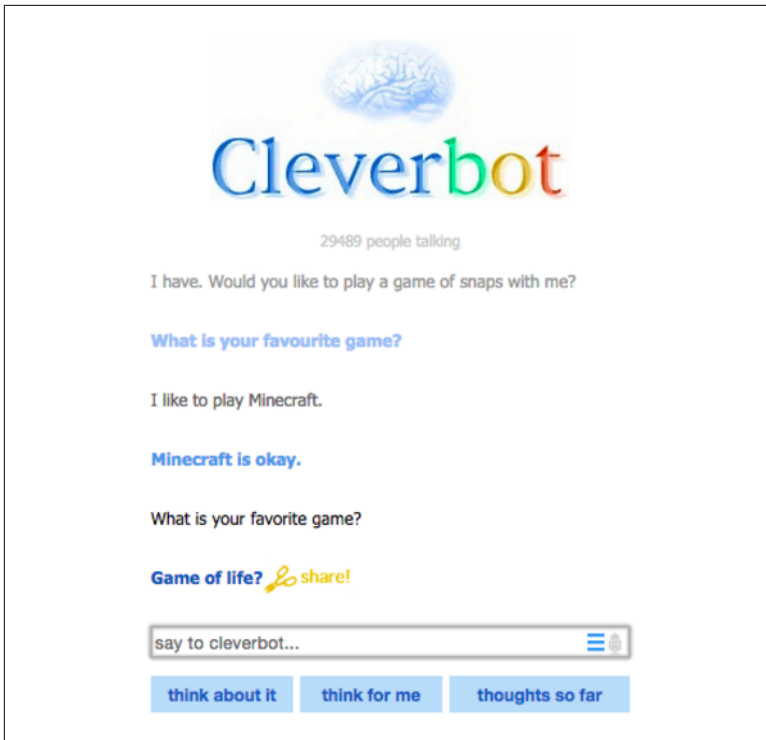 Cleverbot
29489 people talking
I have. Would you like to play a game of snaps with me?
What is your favourite game?
I like to play Minecraft.
Minecraft is okay.
What is your favorite game?
Game of life? share!
say to cleverbot...
think about it think for me thoughts so far